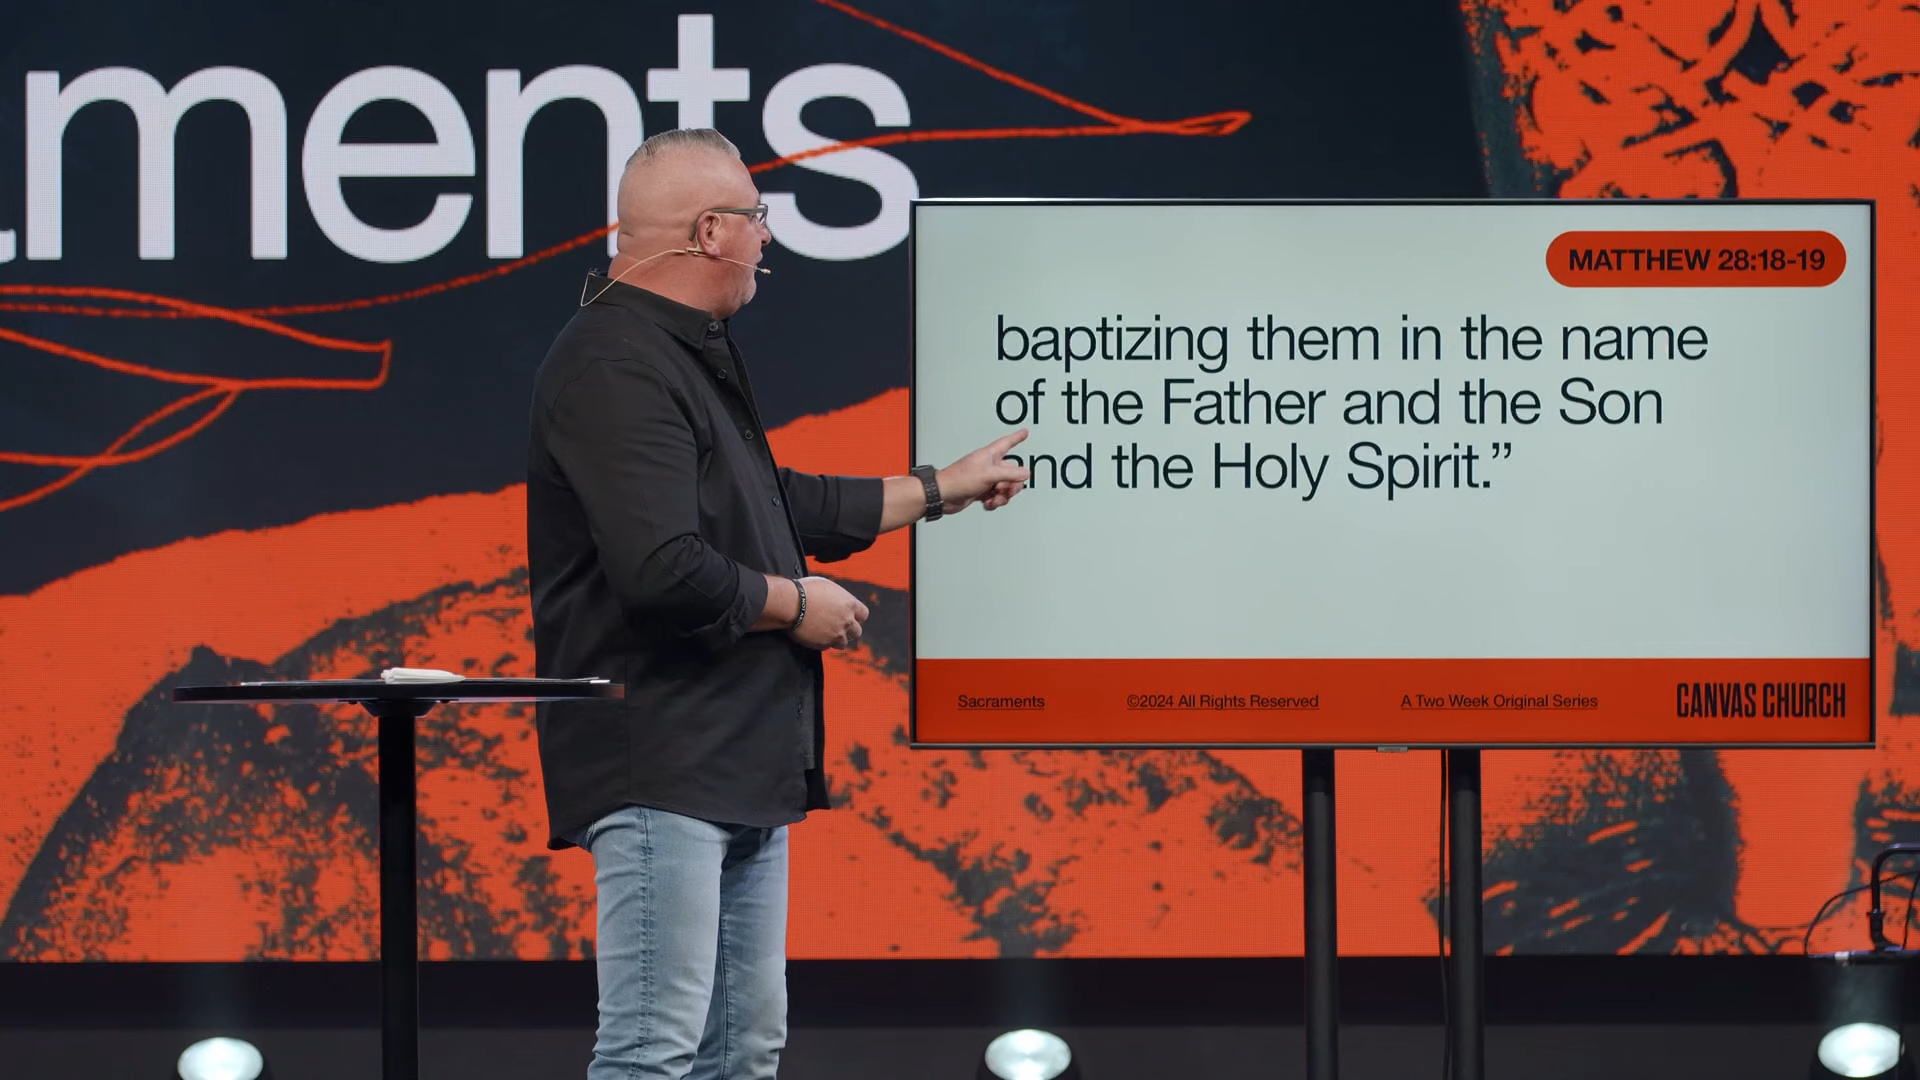 aments
MATTHEW 28:18-19
baptizing them in the name
of the Father and the Son
and the Holy Spirit.”
Sacraments ©2024 All Rights Reserved A Two Week Original Series CANVAS CHURCH